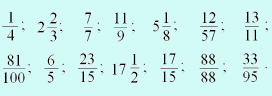 1/4; 2 2/3; 7/7; 11/9; 5 1/8; 12/57; 13/11;
81/100; 6/5; 23/15; 17 1/2; 17/15; 88/88; 33/95.